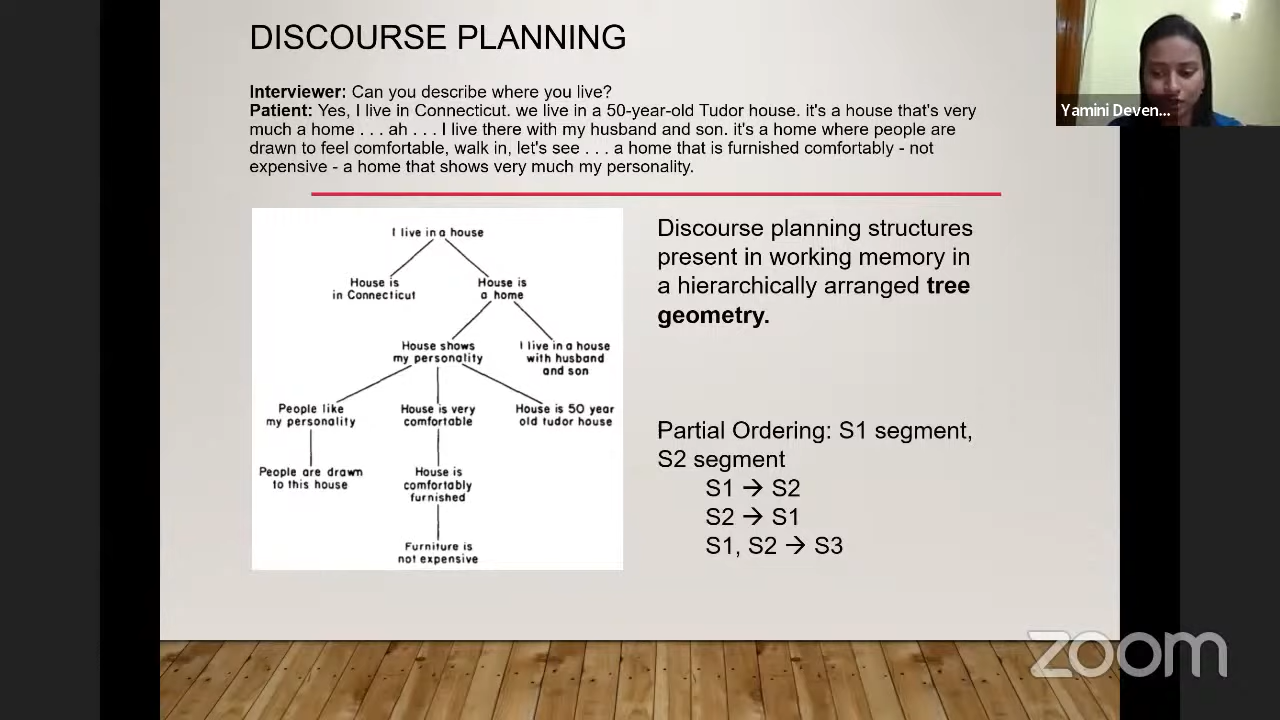 DISCOURSE PLANNING
Interviewer: Can you describe where you live?
Patient: Yes, I live in Connecticut. we live in a 50-year-old Tudor house. it's a house that's very
much a home . . . ah . . . I live there with my husband and son. it's a home where people are
drawn to feel comfortable, walk in, let's see . . . a home that is furnished comfortably - not
expensive - a home that shows very much my personality.
Yamini Deven...
I live in a house
House is
in Connecticut
House is
a home
House shows
my personality
I live in a house
with husband
and son
People like
my personality
House is very
comfortable
House is 50 year
old tudor house
People are drawn
to this house
House is
comfortably
furnished
Furniture is
not expensive
Discourse planning structures
present in working memory in
a hierarchically arranged tree
geometry.
Partial Ordering: S1 segment,
S2 segment
S1 → S2
S2 → S1
S1, S2 → S3
zoom